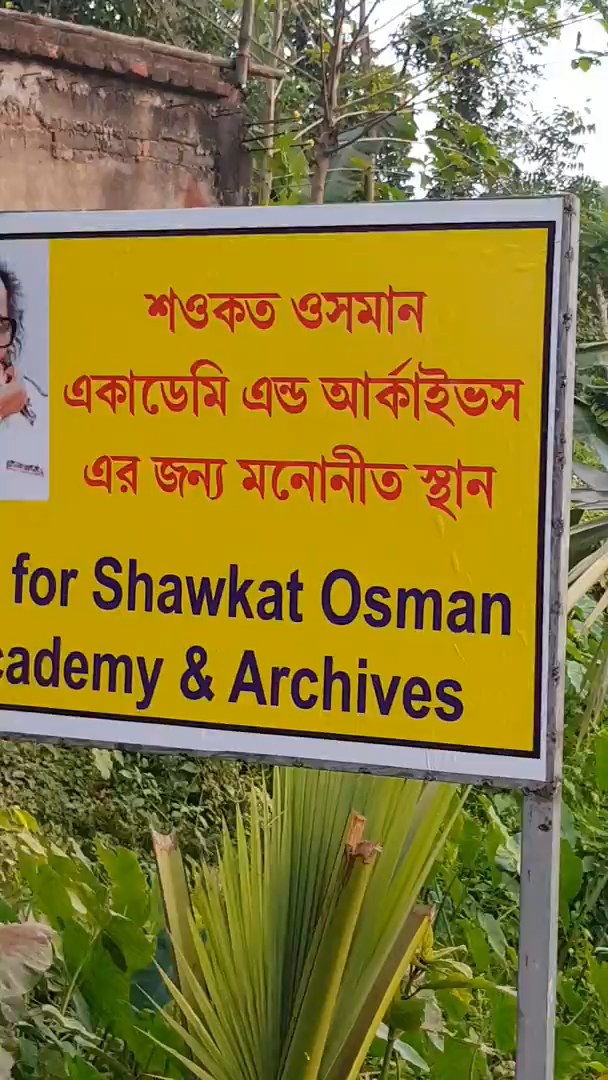 শওকত ওসমান
একাডেমি এন্ড আর্কাইভস
এর জন্য মনোনীত স্থান
for Shawkat Osman
cademy & Archives